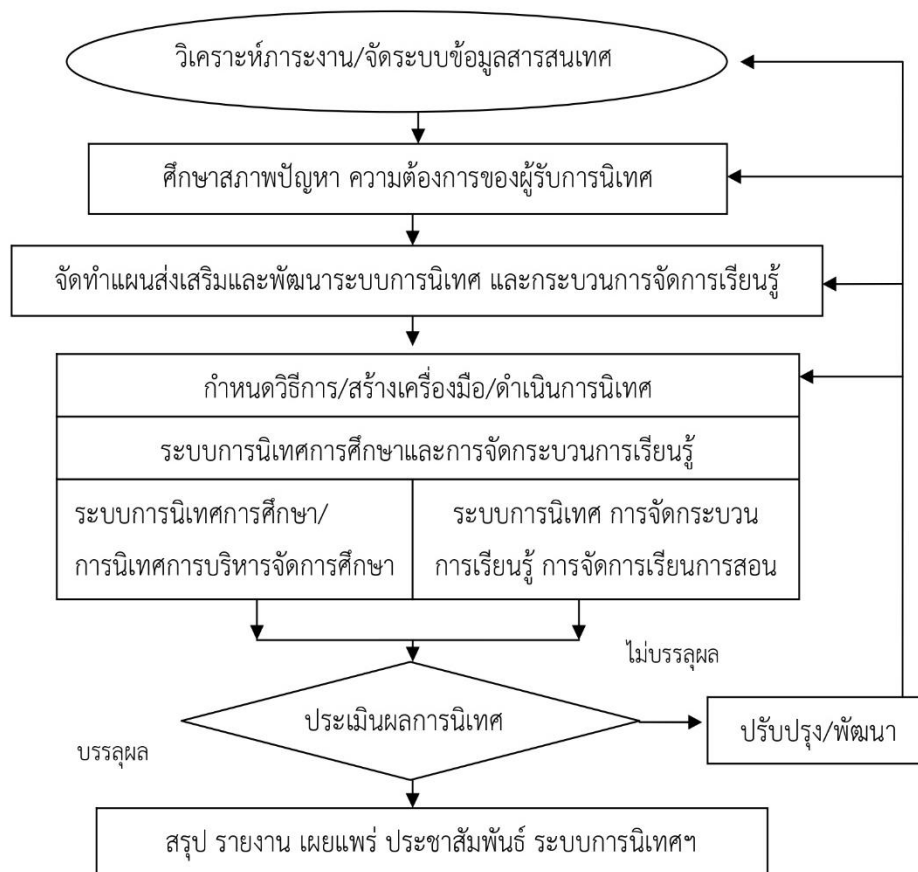 วิเคราะห์ภาระงาน/จัดระบบข้อมูลสารสนเทศ
ศึกษาสภาพปัญหา ความต้องการของผู้รับการนิเทศ
จัดทำแผนส่งเสริมและพัฒนาระบบการนิเทศ และกระบวนการจัดการเรียนรู้
กำหนดวิธีการ/สร้างเครื่องมือ/ดำเนินการนิเทศ
ระบบการนิเทศการศึกษาและการจัดกระบวนการเรียนรู้
ระบบการนิเทศการศึกษา/
การนิเทศการบริหารจัดการศึกษา
ระบบการนิเทศ การจัดกระบวน
การเรียนรู้ การจัดการเรียนการสอน
ไม่บรรลุผล
ประเมินผลการนิเทศ
ปรับปรุง/พัฒนา
บรรลุผล
สรุป รายงาน เผยแพร่ ประชาสัมพันธ์ ระบบการนิเทศฯ